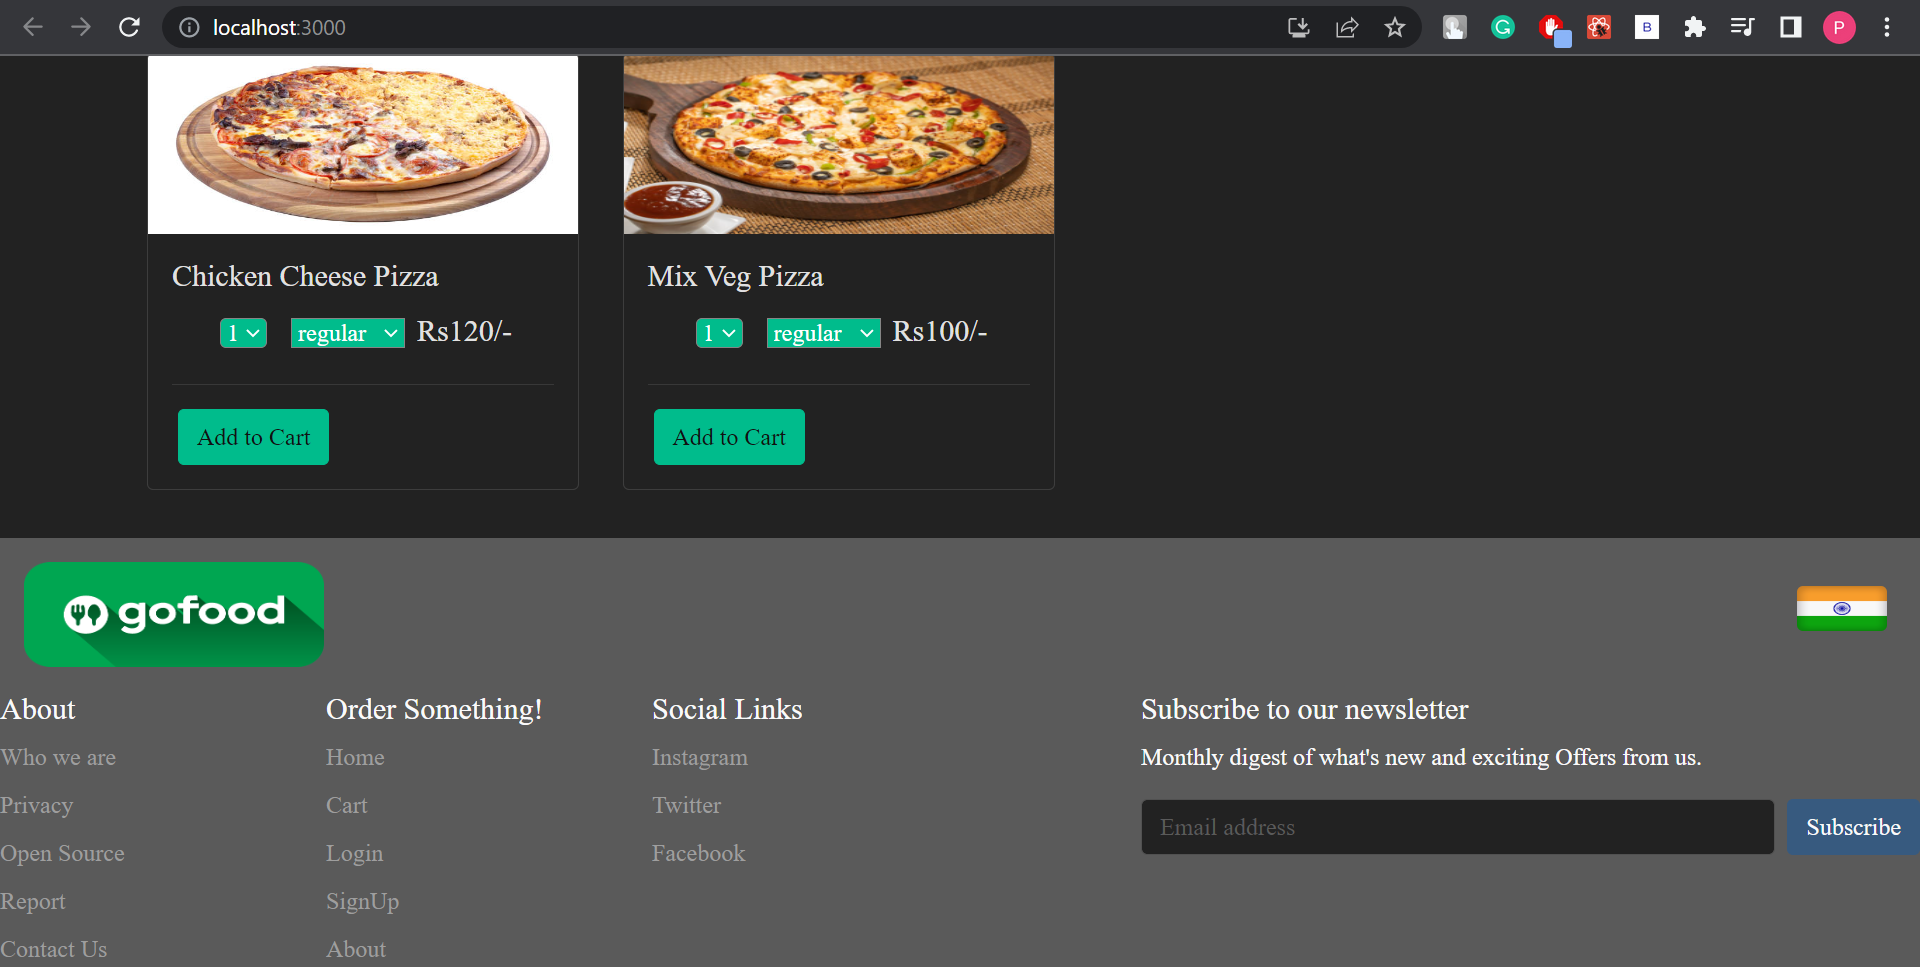 localhost:3000
P
Chicken Cheese Pizza
1 regular Rs120/-
Add to Cart
Mix Veg Pizza
1 regular Rs100/-
Add to Cart
gofood
About
Who we are
Privacy
Open Source
Report
Contact Us
Order Something!
Home
Cart
Login
SignUp
About
Social Links
Instagram
Twitter
Facebook
Subscribe to our newsletter
Monthly digest of what's new and exciting Offers from us.
Email address
Subscribe